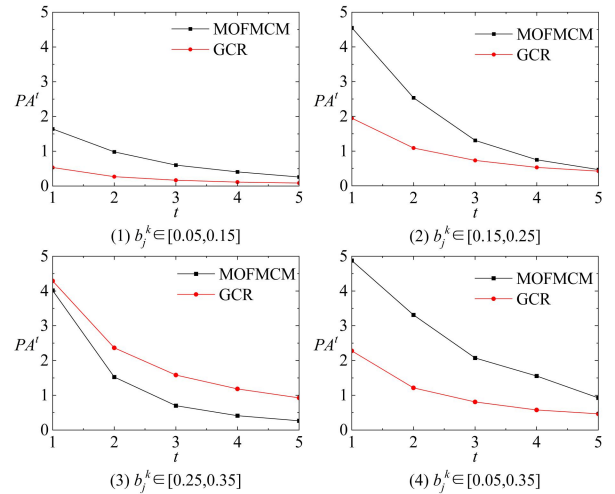 5
4
3
2
1
0
PA^t
MOFMCM
GCR
1 2 3 4 5
t
(1) b_j^k∈[0.05,0.15]
5
4
3
2
1
0
PA^t
MOFMCM
GCR
1 2 3 4 5
t
(2) b_j^k∈[0.15,0.25]
5
4
3
2
1
0
PA^t
MOFMCM
GCR
1 2 3 4 5
t
(3) b_j^k∈[0.25,0.35]
5
4
3
2
1
0
PA^t
MOFMCM
GCR
1 2 3 4 5
t
(4) b_j^k∈[0.05,0.35]